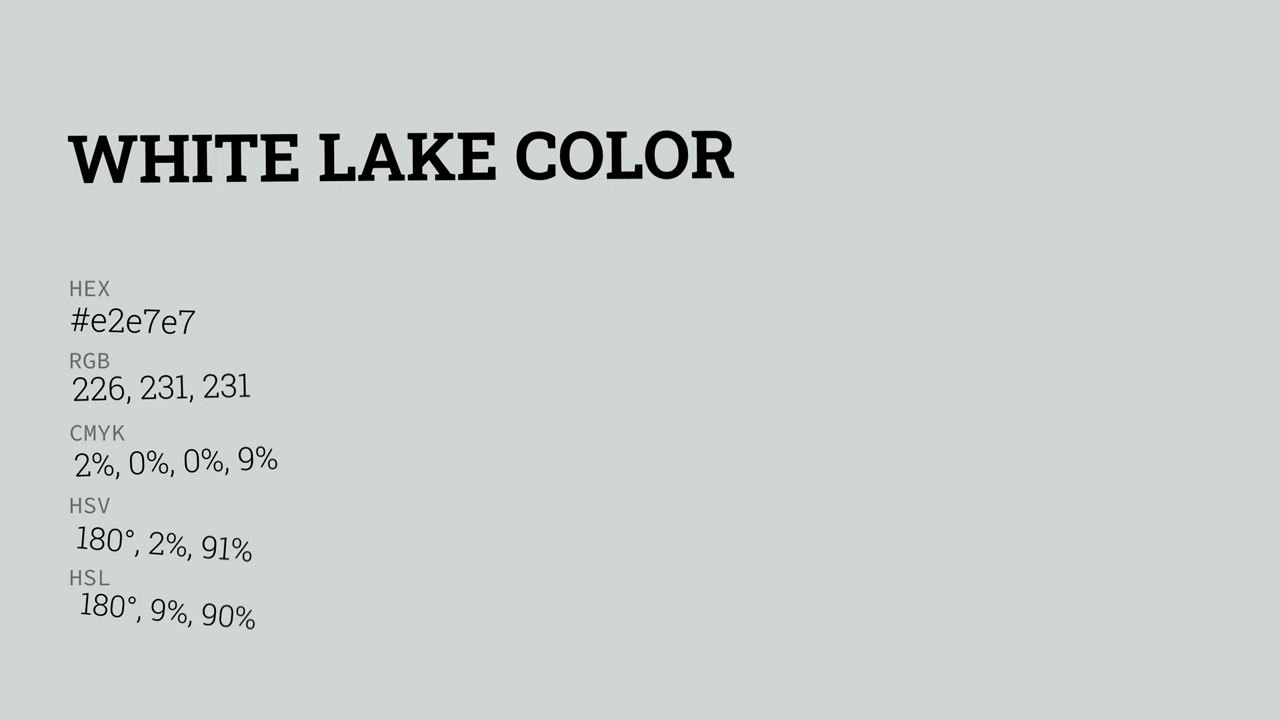 WHITE LAKE COLOR
HEX
#e2e7e7
RGB
226, 231, 231
CMYK
2%, 0%, 0%, 9%
HSV
180°, 2%, 91%
HSL
180°, 9%, 90%